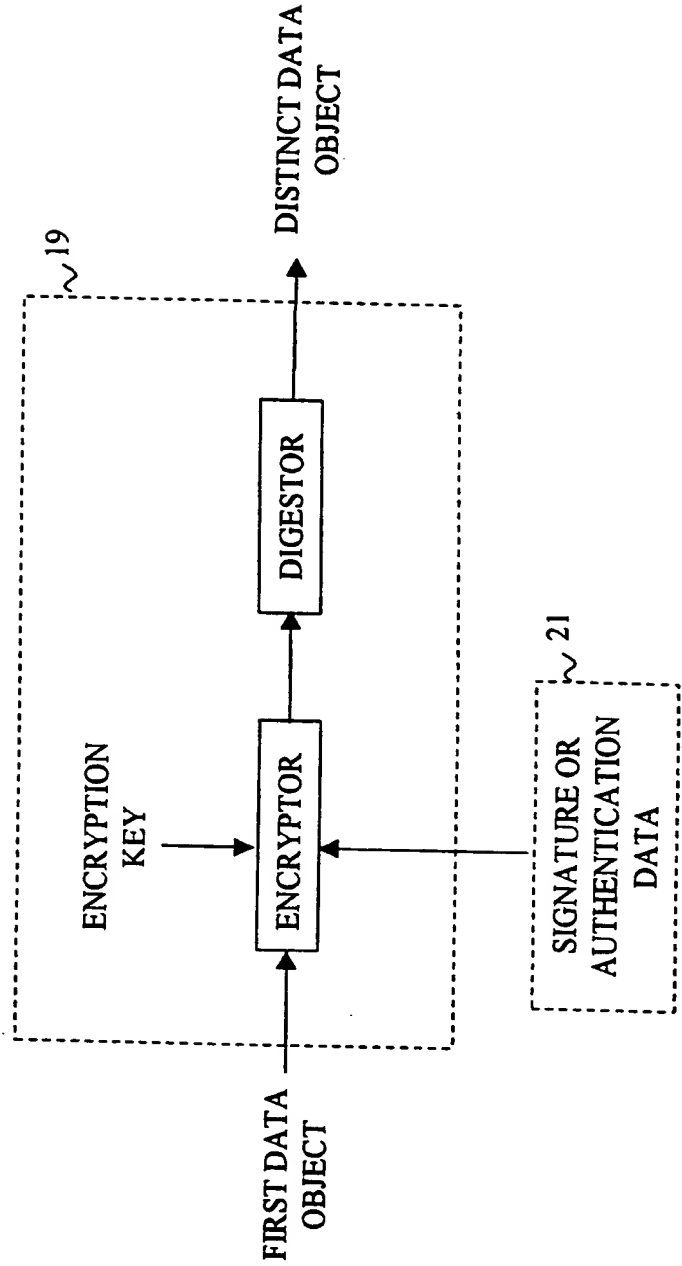 FIRST DATA
OBJECT
ENCRYPTION
KEY
ENCRYPTOR
DIGESTOR
19
DISTINCT DATA
OBJECT
SIGNATURE OR
AUTHENTICATION
DATA
21